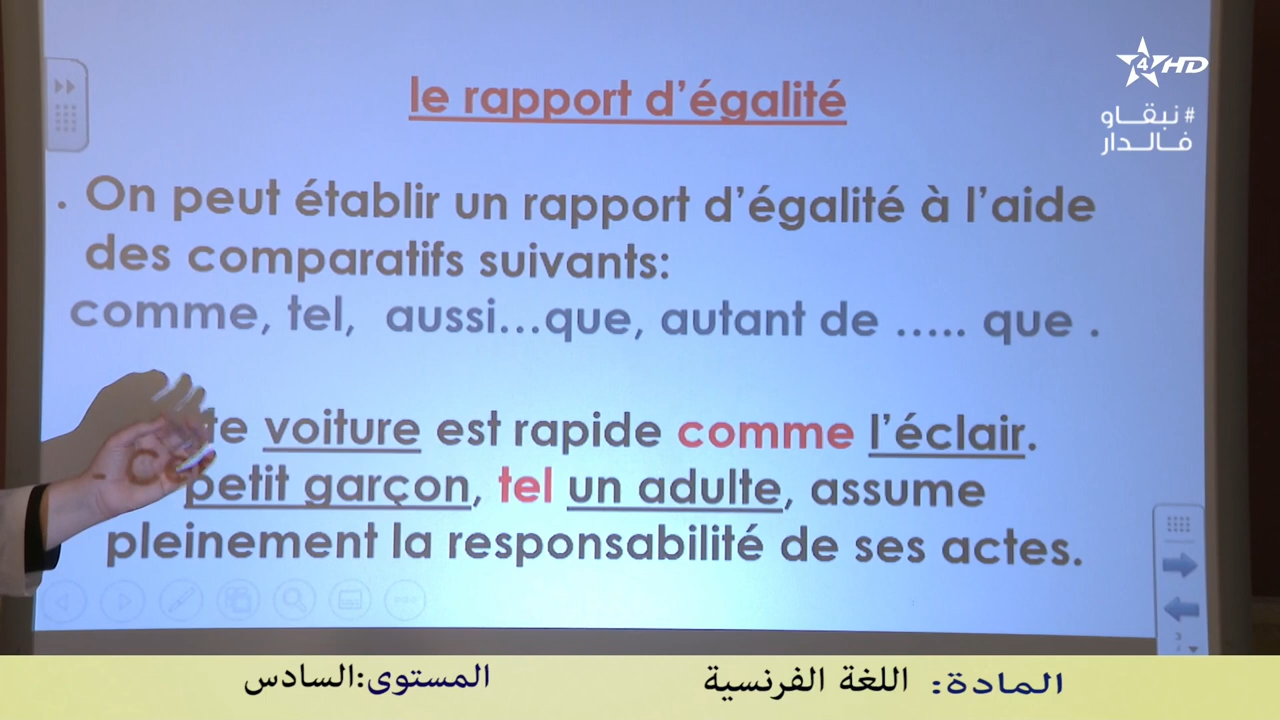 4 HD
#نبقاو
فالدار
le rapport d'égalité
. On peut établir un rapport d'égalité à l'aide
des comparatifs suivants:
comme, tel, aussi...que, autant de ..... que .
voiture est rapide comme l'éclair.
- petit garçon, tel un adulte, assume
pleinement la responsabilité de ses actes.
المادة: اللغة الفرنسية المستوى:السادس